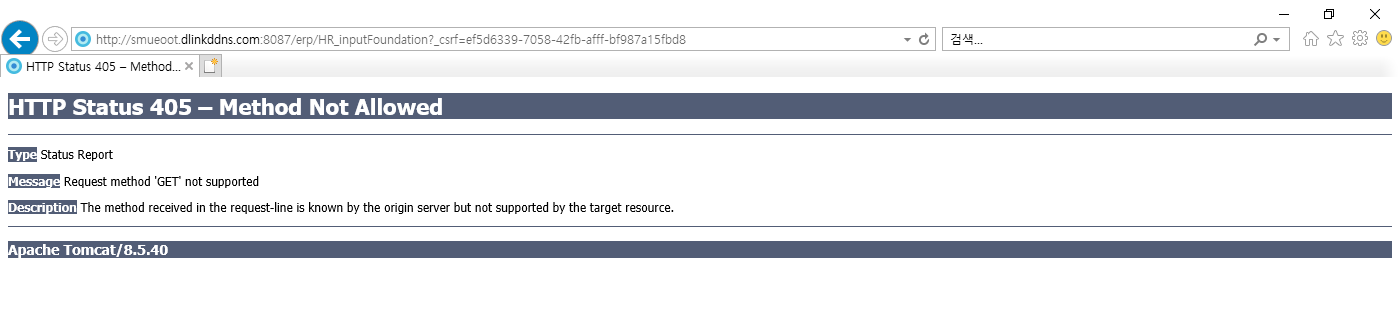 http://smueoot.dlinkddns.com:8087/erp/HR_inputFoundation?_csrf=ef5d6339-7058-42fb-afff-bf987a15fbd8
검색...
HTTP Status 405 – Method...
HTTP Status 405 – Method Not Allowed
Type Status Report
Message Request method 'GET' not supported
Description The method received in the request-line is known by the origin server but not supported by the target resource.
Apache Tomcat/8.5.40